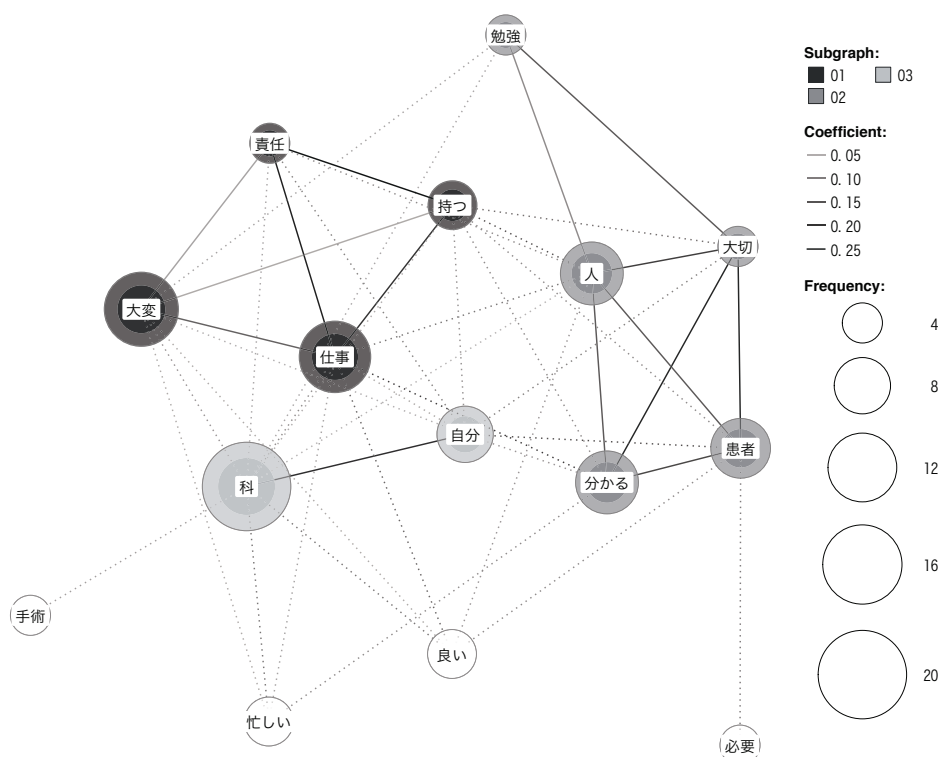 勉強
責任
持つ
大切
人
大変
仕事
自分
患者
科
分かる
手術
良い
忙しい
必要
Subgraph:
01 03
02
Coefficient:
0. 05
0. 10
0. 15
0. 20
0. 25
Frequency:
4
8
12
16
20